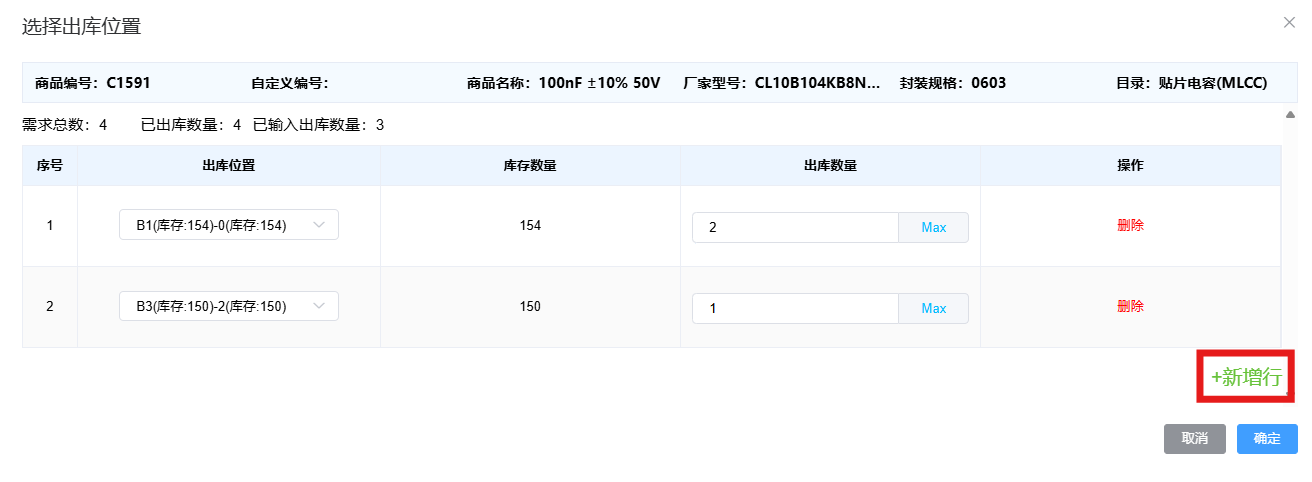 选择出库位置
商品编号：C1591 自定义编号： 商品名称：100nF ±10% 50V 厂家型号：CL10B104KB8N... 封装规格：0603 目录：贴片电容(MLCC)
需求总数：4 已出库数量：4 已输入出库数量：3
序号 出库位置 库存数量 出库数量 操作
1 B1(库存:154)-0(库存:154) 154 2 Max 删除
2 B3(库存:150)-2(库存:150) 150 1 Max 删除
+新增行
取消 确定